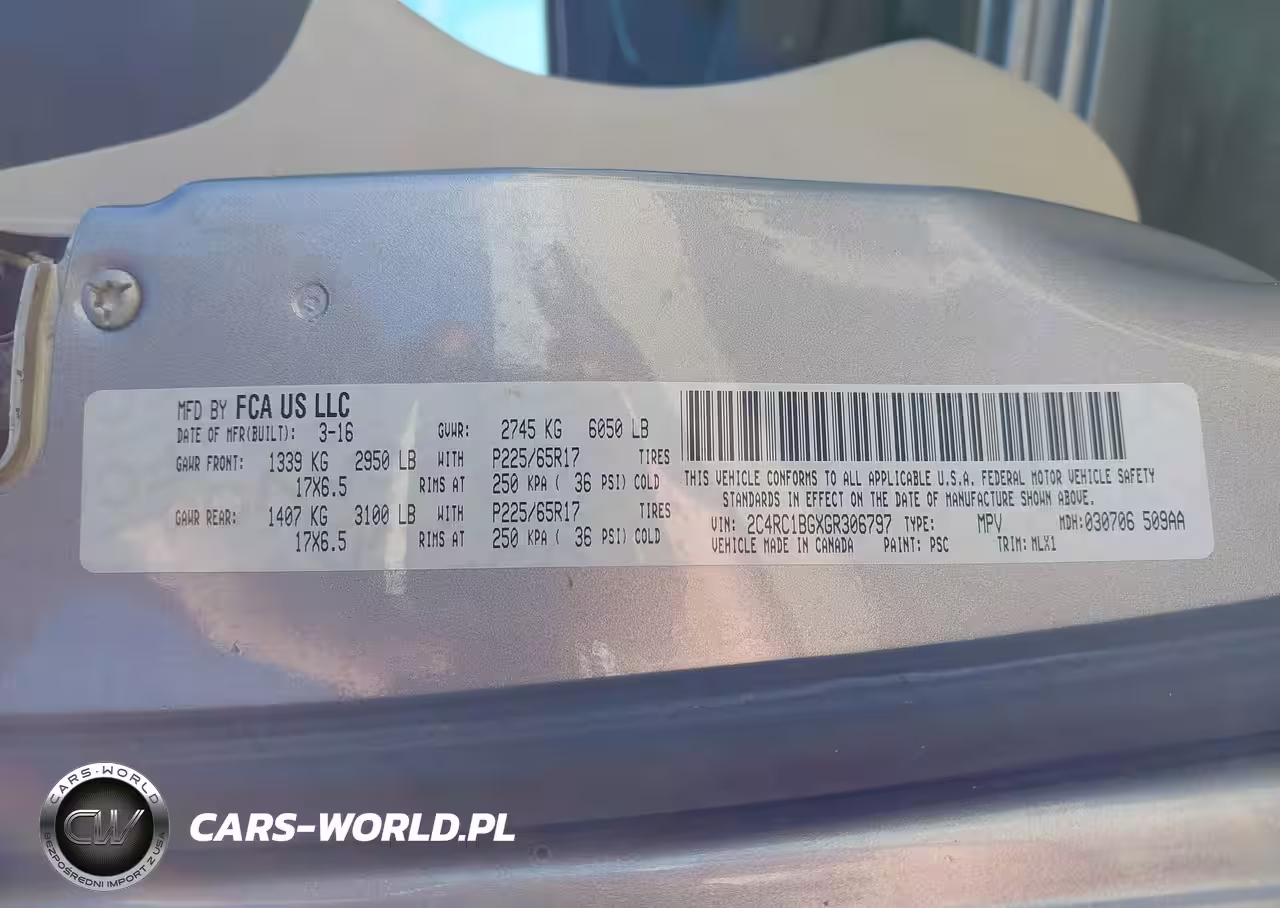 MFD BY FCA US LLC
DATE OF MFR(BUILT): 3-16 GVWR: 2745 KG 6050 LB
GAWR FRONT: 1339 KG 2950 LB WITH P225/65R17 TIRES
17X6.5 RIMS AT 250 KPA ( 36 PSI) COLD
GAWR REAR: 1407 KG 3100 LB WITH P225/65R17 TIRES
17X6.5 RIMS AT 250 KPA ( 36 PSI) COLD
THIS VEHICLE CONFORMS TO ALL APPLICABLE U.S.A. FEDERAL MOTOR VEHICLE SAFETY
STANDARDS IN EFFECT ON THE DATE OF MANUFACTURE SHOWN ABOVE.
VIN: 2C4RC1BGXGR306797 TYPE: MPV MDH:030706 509AA
VEHICLE MADE IN CANADA PAINT: PSC TRIM: MLX1
CARS-WORLD
CW
BEZPOŚREDNI IMPORT Z USA
CARS-WORLD.PL